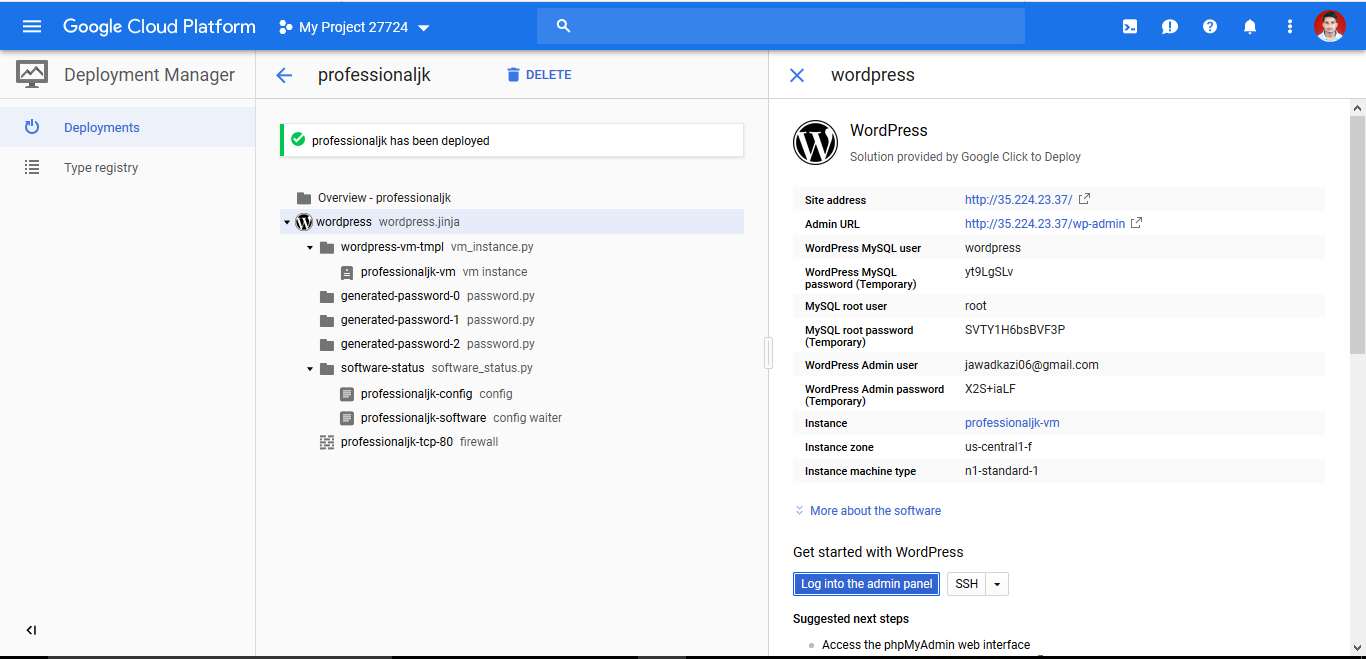 Google Cloud Platform
My Project 27724
Deployment Manager
professionaljk
DELETE
wordpress
Deployments
Type registry
professionaljk has been deployed
Overview - professionaljk
wordpress wordpress.jinja
wordpress-vm-tmpl vm_instance.py
professionaljk-vm vm instance
generated-password-0 password.py
generated-password-1 password.py
generated-password-2 password.py
software-status software_status.py
professionaljk-config config
professionaljk-software config waiter
professionaljk-tcp-80 firewall
WordPress
Solution provided by Google Click to Deploy
Site address http://35.224.23.37/
Admin URL http://35.224.23.37/wp-admin
WordPress MySQL user wordpress
WordPress MySQL yt9LgSLv
password (Temporary)
MySQL root user root
MySQL root password SVTY1H6bsBVF3P
(Temporary)
WordPress Admin user jawadkazi06@gmail.com
WordPress Admin password X2S+iaLF
(Temporary)
Instance professionaljk-vm
Instance zone us-central1-f
Instance machine type n1-standard-1
More about the software
Get started with WordPress
Log into the admin panel SSH
Suggested next steps
Access the phpMyAdmin web interface